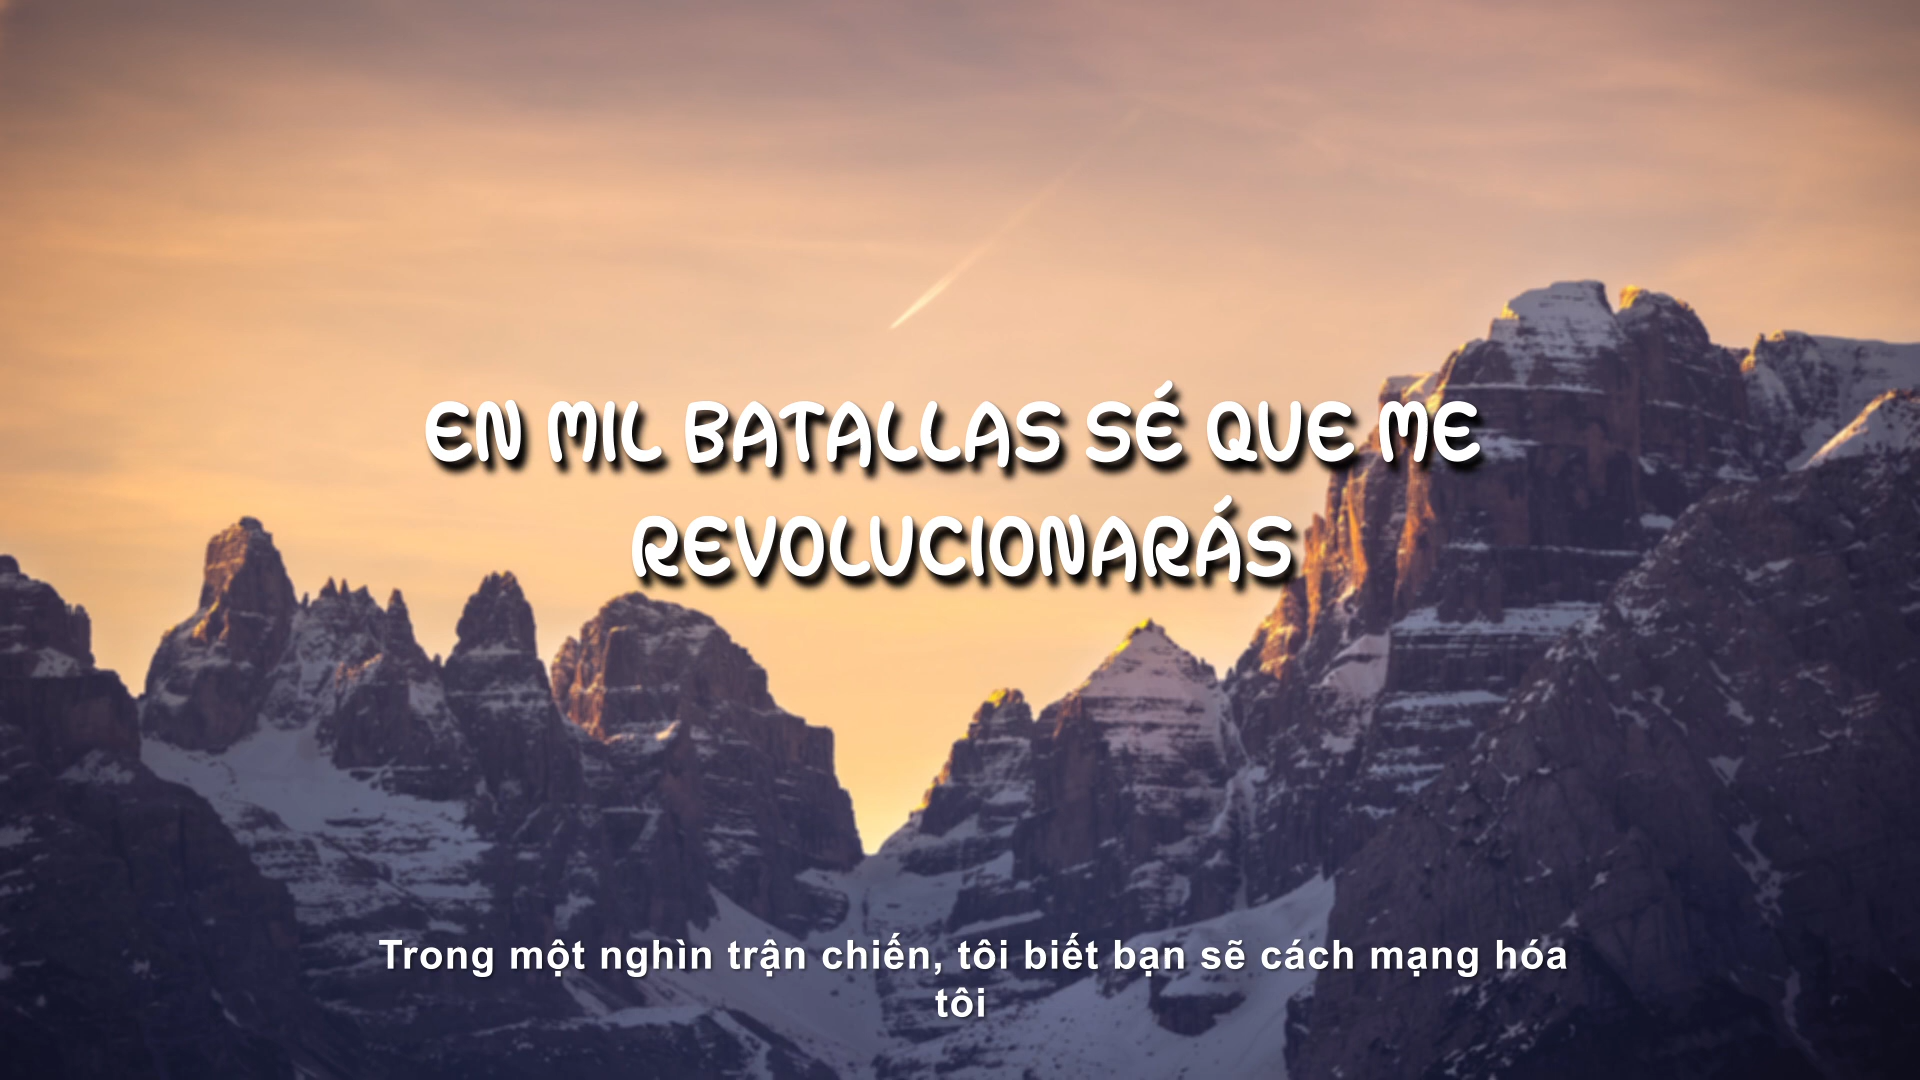 EN MIL BATALLAS SÉ QUE ME
REVOLUCIONARÁS
Trong một nghìn trận chiến, tôi biết bạn sẽ cách mạng hóa
tôi